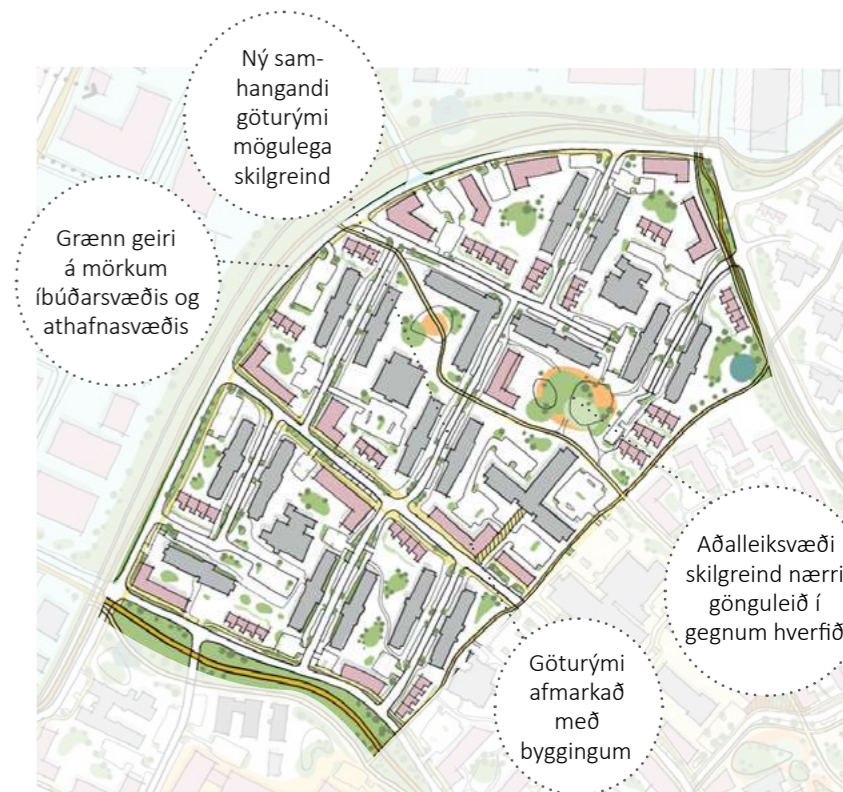 Ný sam-
hangandi
göturými
mögulega
skilgreind
Grænn geiri
á mörkum
íbúðarsvæðis og
athafnasvæðis
Aðalleiksvæði
skilgreind nærri
gönguleið í
gegnum hverfið
Göturými
afmarkað
með
byggingum